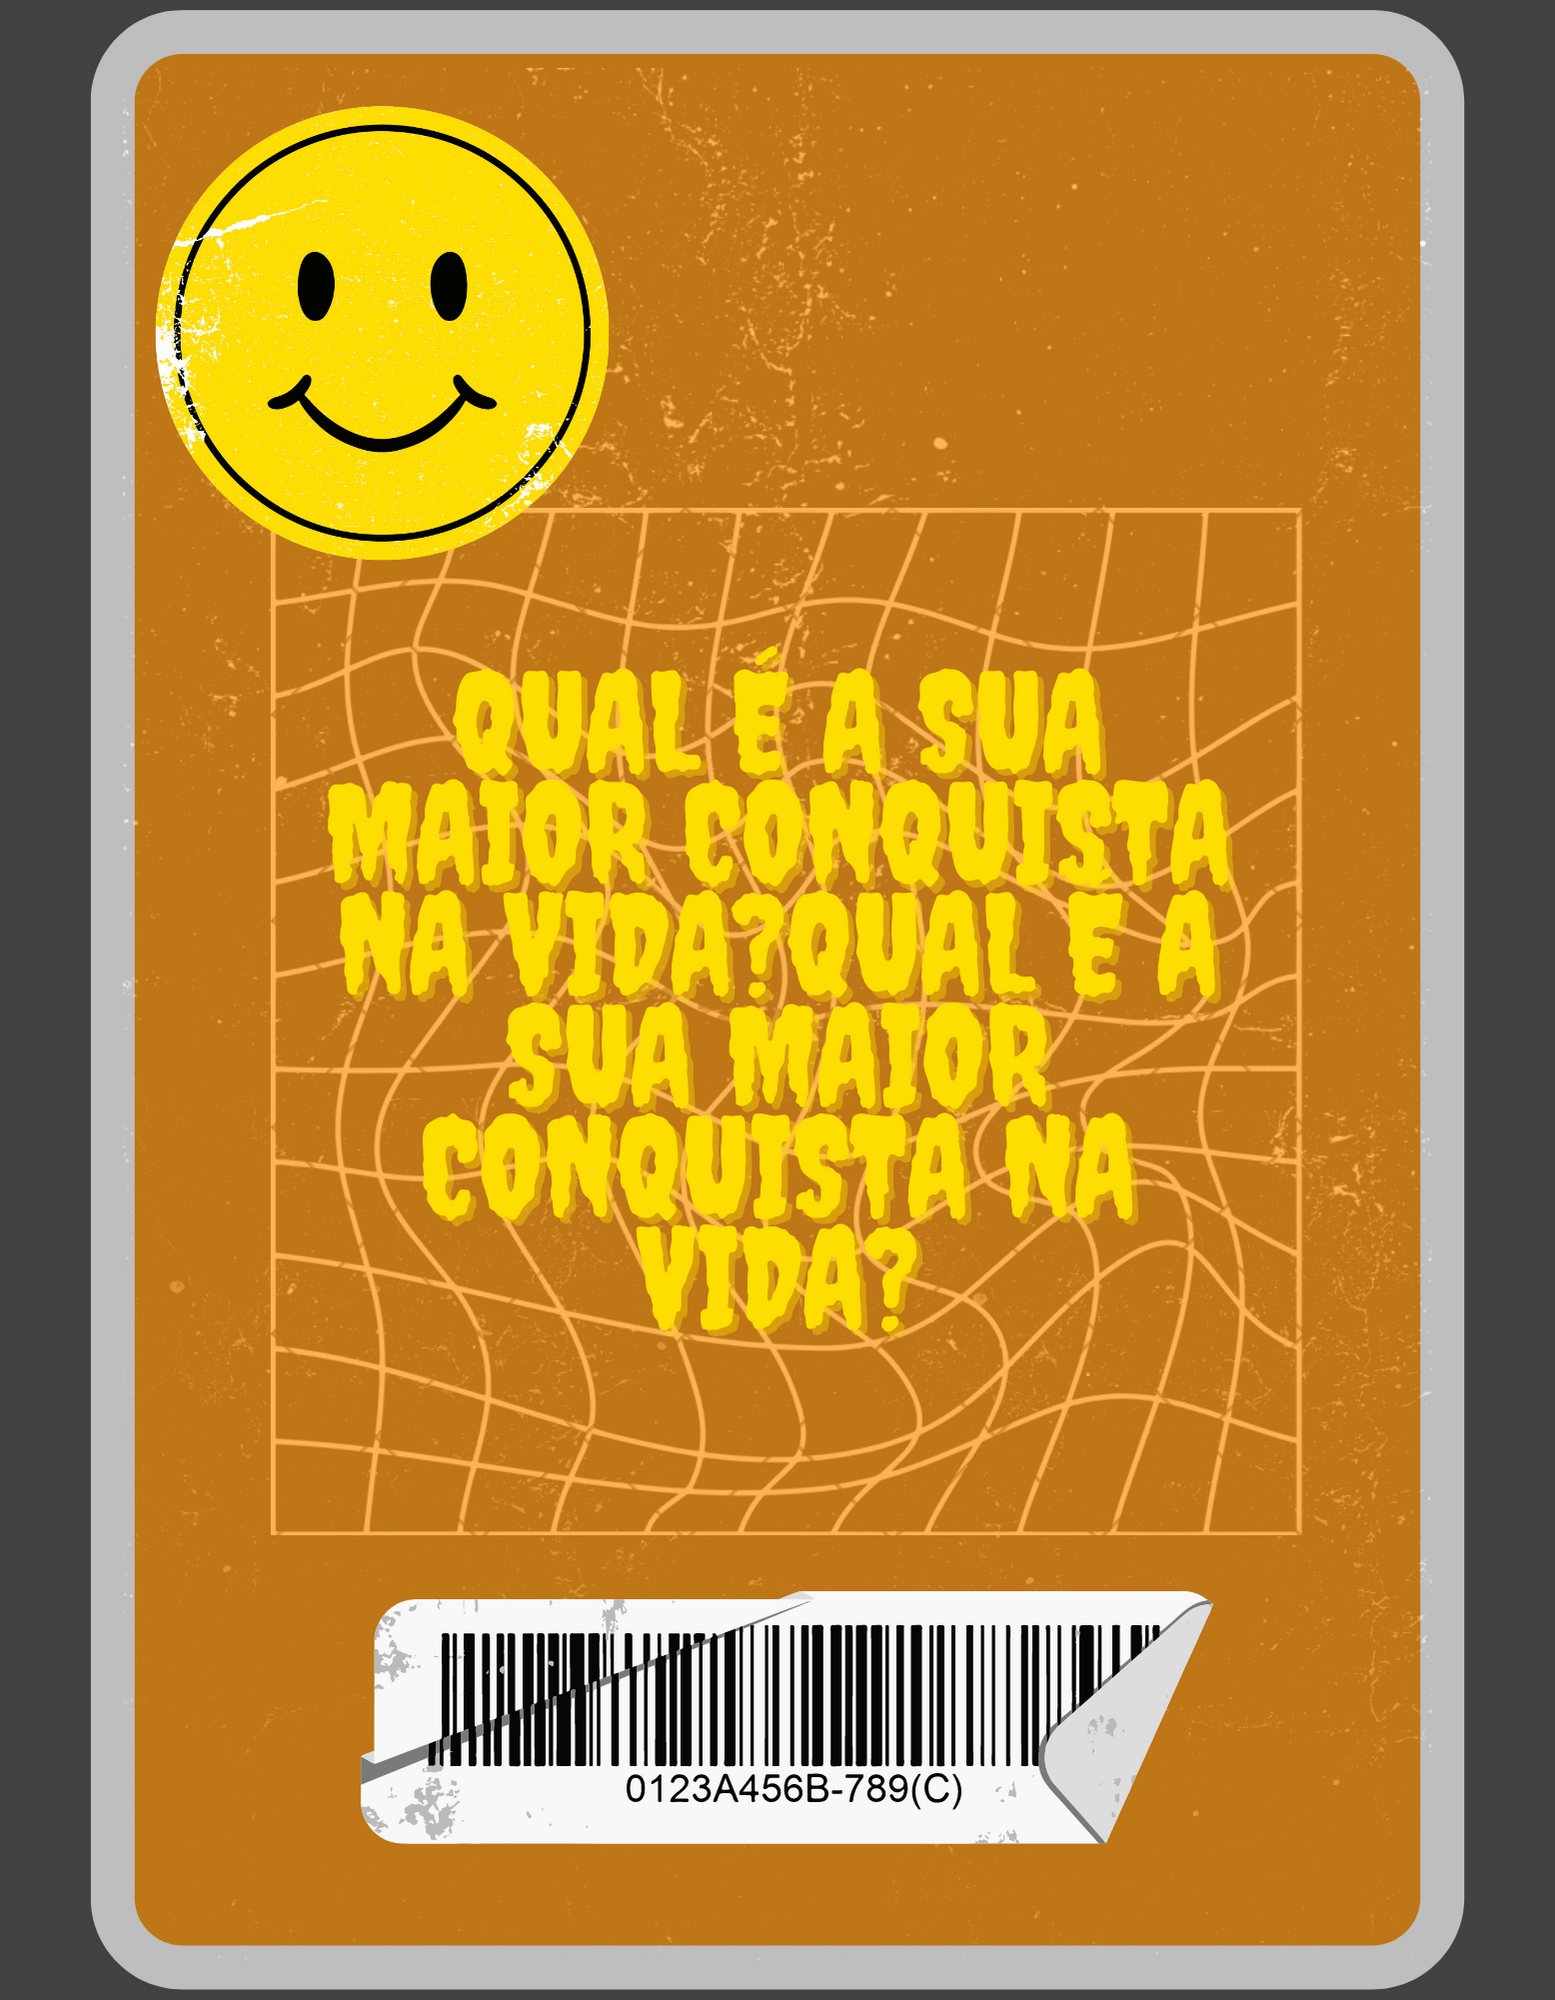 QUAL É A SUA
MAIOR CONQUISTA
NA VIDA?QUAL E A
SUA MAIOR
CONQUISTA NA
VIDA?
0123A456B-789(C)